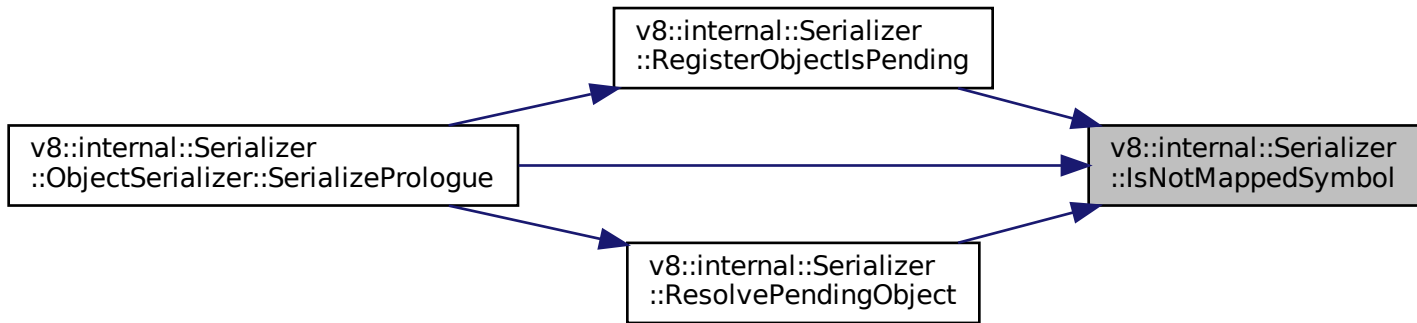 v8::internal::Serializer
::RegisterObjectIsPending
v8::internal::Serializer
::ObjectSerializer::SerializePrologue
v8::internal::Serializer
::IsNotMappedSymbol
v8::internal::Serializer
::ResolvePendingObject